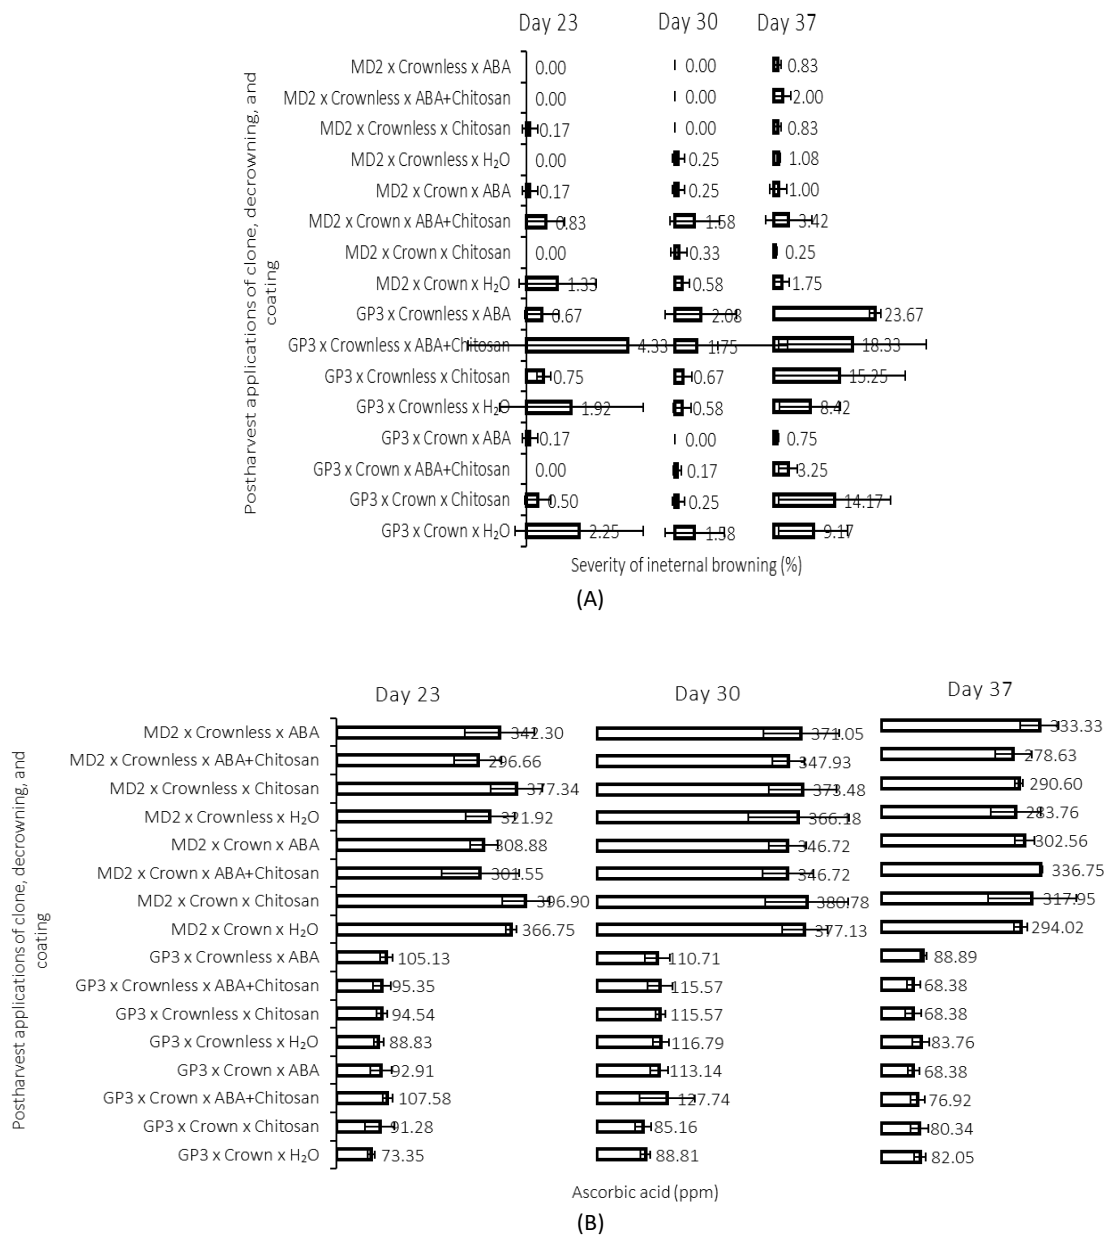 Day 23 Day 30 Day 37
Postharvest applications of clone, decrowning, and
coating
MD2 x Crownless x ABA 0.00 0.00 0.83
MD2 x Crownless x ABA+Chitosan 0.00 0.00 2.00
MD2 x Crownless x Chitosan 0.17 0.00 0.83
MD2 x Crownless x H₂O 0.00 0.25 1.08
MD2 x Crown x ABA 0.17 0.25 1.00
MD2 x Crown x ABA+Chitosan 0.83 1.58 3.42
MD2 x Crown x Chitosan 0.00 0.33 0.25
MD2 x Crown x H₂O 1.33 0.58 1.75
GP3 x Crownless x ABA 0.67 2.08 23.67
GP3 x Crownless x ABA+Chitosan 4.33 1.75 18.33
GP3 x Crownless x Chitosan 0.75 0.67 15.25
GP3 x Crownless x H₂O 1.92 0.58 8.42
GP3 x Crown x ABA 0.17 0.00 0.75
GP3 x Crown x ABA+Chitosan 0.00 0.17 3.25
GP3 x Crown x Chitosan 0.50 0.25 14.17
GP3 x Crown x H₂O 2.25 1.58 9.17
Severity of ineternal browning (%)
(A)
Day 23 Day 30 Day 37
Postharvest applications of clone, decrowning, and
coating
MD2 x Crownless x ABA 342.30 371.05 333.33
MD2 x Crownless x ABA+Chitosan 296.66 347.93 278.63
MD2 x Crownless x Chitosan 377.34 373.48 290.60
MD2 x Crownless x H₂O 321.92 366.18 283.76
MD2 x Crown x ABA 308.88 346.72 302.56
MD2 x Crown x ABA+Chitosan 301.55 346.72 336.75
MD2 x Crown x Chitosan 396.90 380.78 317.95
MD2 x Crown x H₂O 366.75 377.13 294.02
GP3 x Crownless x ABA 105.13 110.71 88.89
GP3 x Crownless x ABA+Chitosan 95.35 115.57 68.38
GP3 x Crownless x Chitosan 94.54 115.57 68.38
GP3 x Crownless x H₂O 88.83 116.79 83.76
GP3 x Crown x ABA 92.91 113.14 68.38
GP3 x Crown x ABA+Chitosan 107.58 127.74 76.92
GP3 x Crown x Chitosan 91.28 85.16 80.34
GP3 x Crown x H₂O 73.35 88.81 82.05
Ascorbic acid (ppm)
(B)